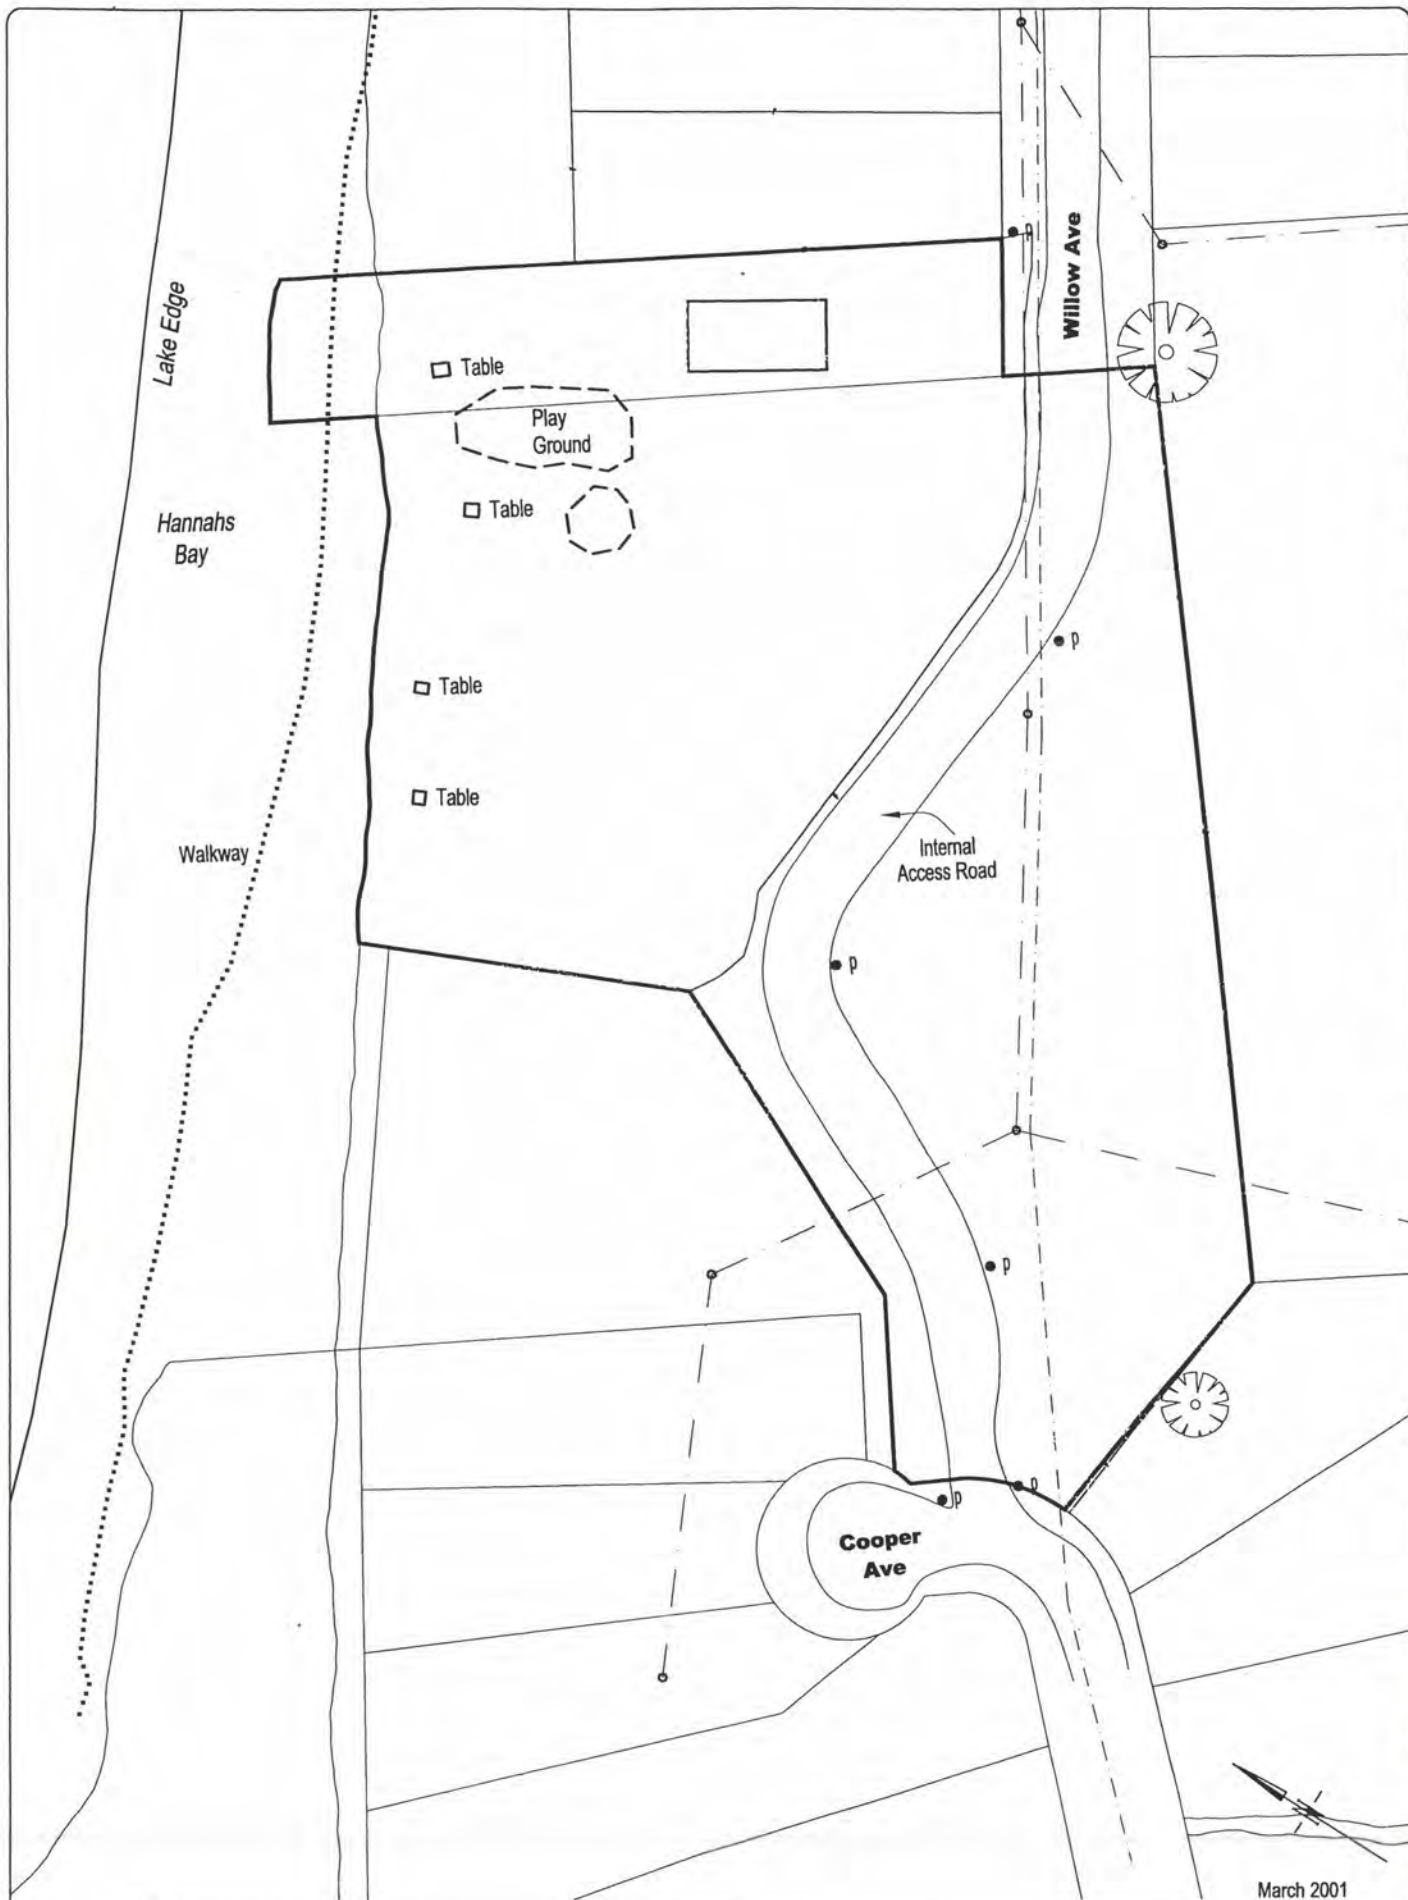 Willow Ave
Lake Edge
Table
Play
Ground
Table
Hannahs
Bay
p
p
Table
Table
Internal
Access Road
Walkway
p
p
p
p
Cooper
Ave
March 2001